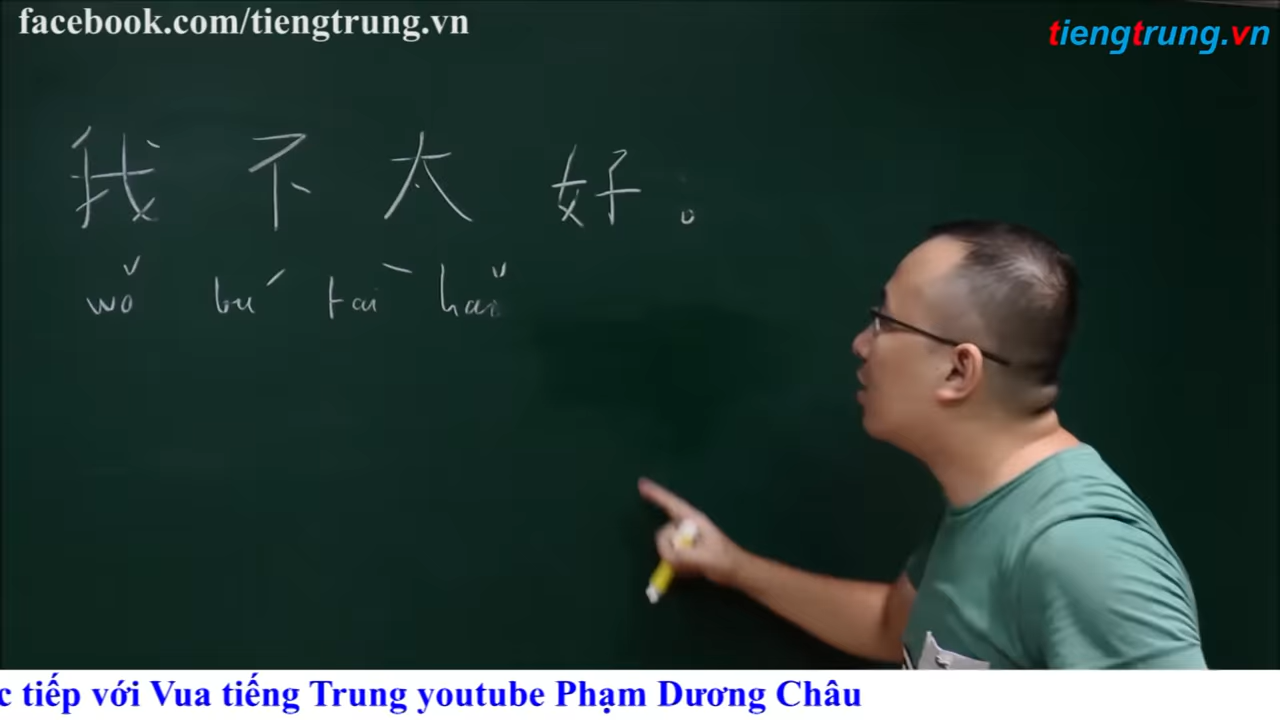 facebook.com/tiengtrung.vn
tiengtrung.vn
我 不 太 好 。
wǒ bú tài hǎo
c tiếp với Vua tiếng Trung youtube Phạm Dương Châu